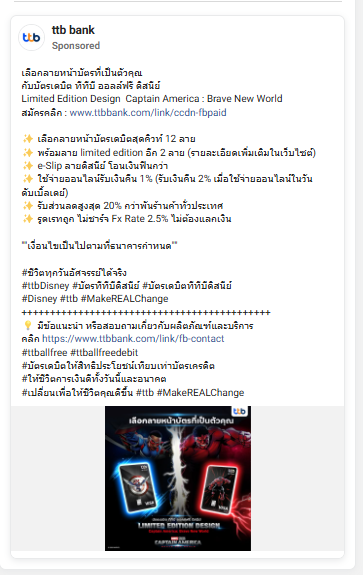 ttb bank
Sponsored
เลือกลายหน้าบัตรที่เป็นตัวคุณ
กับบัตรเดบิต ทีทีบี ออลล์ฟรี ดิสนีย์
Limited Edition Design Captain America : Brave New World
สมัครคลิก : www.ttbbank.com/link/ccdn-fbpaid
✨ เลือกลายหน้าบัตรเดบิตสุดคิวท์ 12 ลาย
✨ พร้อมลาย limited edition อีก 2 ลาย (รายละเอียดเพิ่มเติมในเว็บไซต์)
✨ e-Slip ลายดิสนีย์ โอนเงินฟินกว่า
✨ ใช้จ่ายออนไลน์รับเงินคืน 1% (รับเงินคืน 2% เมื่อใช้จ่ายออนไลน์ในวัน
ดับเบิ้ลเดย์)
✨ รับส่วนลดสูงสุด 20% กว่าพันร้านค้าทั่วประเทศ
✨ รูดเรทถูก ไม่ชาร์จ Fx Rate 2.5% ไม่ต้องแลกเงิน
**เงื่อนไขเป็นไปตามที่ธนาคารกำหนด**
#ชีวิตทุกวันอัศจรรย์ได้จริง
#ttbDisney #บัตรทีทีบีดิสนีย์ #บัตรเดบิตทีทีบีดิสนีย์
#Disney #ttb #MakeREALChange
++++++++++++++++++++++++++++++++++++++++++++
💡 มีข้อแนะนำ หรือสอบถามเกี่ยวกับผลิตภัณฑ์และบริการ
คลิก https://www.ttbbank.com/link/fb-contact
#ttballfree #ttballfreedebit
#บัตรเดบิตให้สิทธิประโยชน์เทียบเท่าบัตรเครดิต
#ให้ชีวิตการเงินดีทั้งวันนี้และอนาคต
#เปลี่ยนเพื่อให้ชีวิตคุณดีขึ้น #ttb #MakeREALChange
ttb
เลือกลายหน้าบัตรที่เป็นตัวคุณ
VISA
VISA
LIMITED EDITION DESIGN
CAPTAIN AMERICA